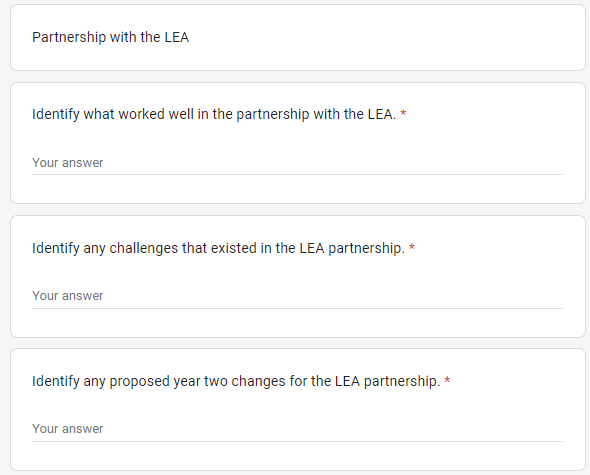 Partnership with the LEA
Identify what worked well in the partnership with the LEA. *
Your answer
Identify any challenges that existed in the LEA partnership. *
Your answer
Identify any proposed year two changes for the LEA partnership. *
Your answer